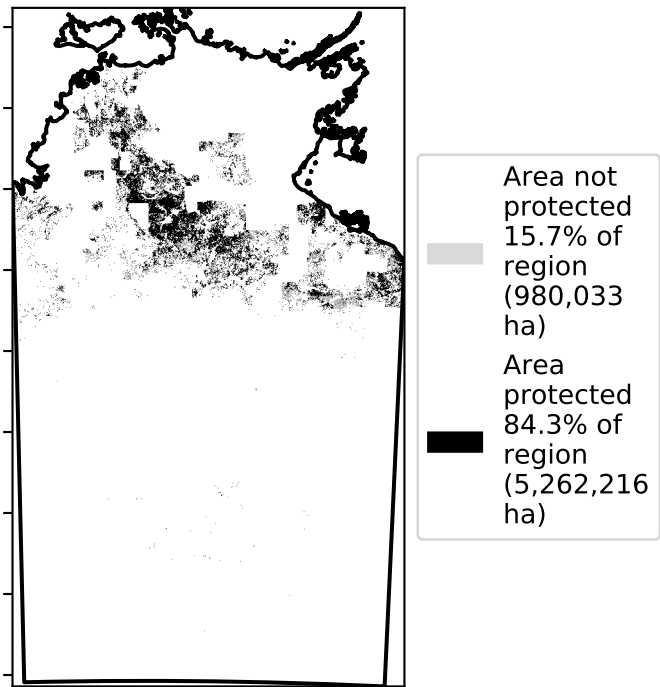 Area not
protected
15.7% of
region
(980,033
ha)
Area
protected
84.3% of
region
(5,262,216
ha)